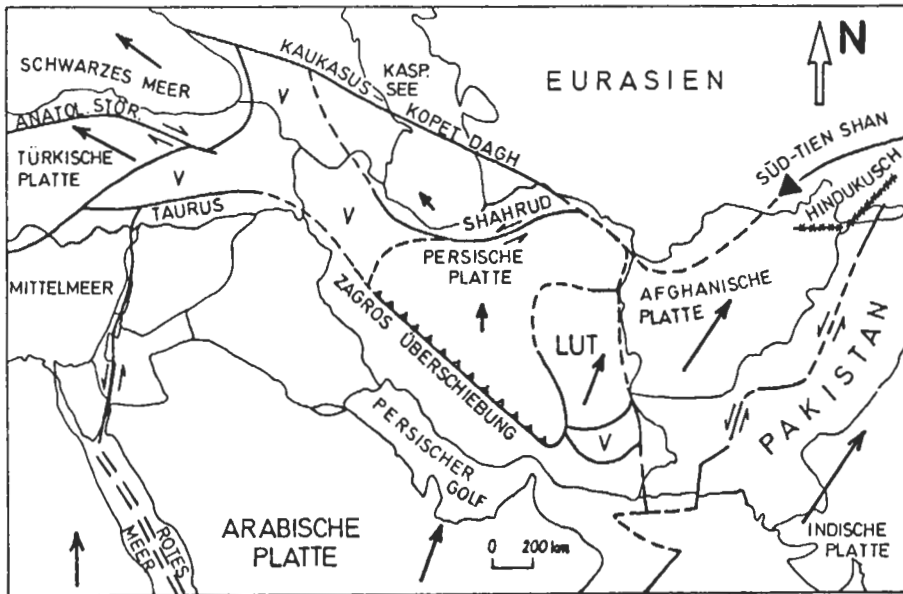 SCHWARZES MEER
KAUKASUS – KOPET DAGH
KASP.
SEE
EURASIEN
N
ANATOL. STÖR.
TÜRKISCHE
PLATTE
V
V
V
TAURUS
SÜD-TIEN SHAN
HINDUKUSCH
SHAHRUD
PERSISCHE
PLATTE
AFGHANISCHE
PLATTE
MITTELMEER
ZAGROS ÜBERSCHIEBUNG
LUT
V
PAKISTAN
PERSISCHER
GOLF
ARABISCHE
PLATTE
ROTES
MEER
0 200 km
INDISCHE
PLATTE